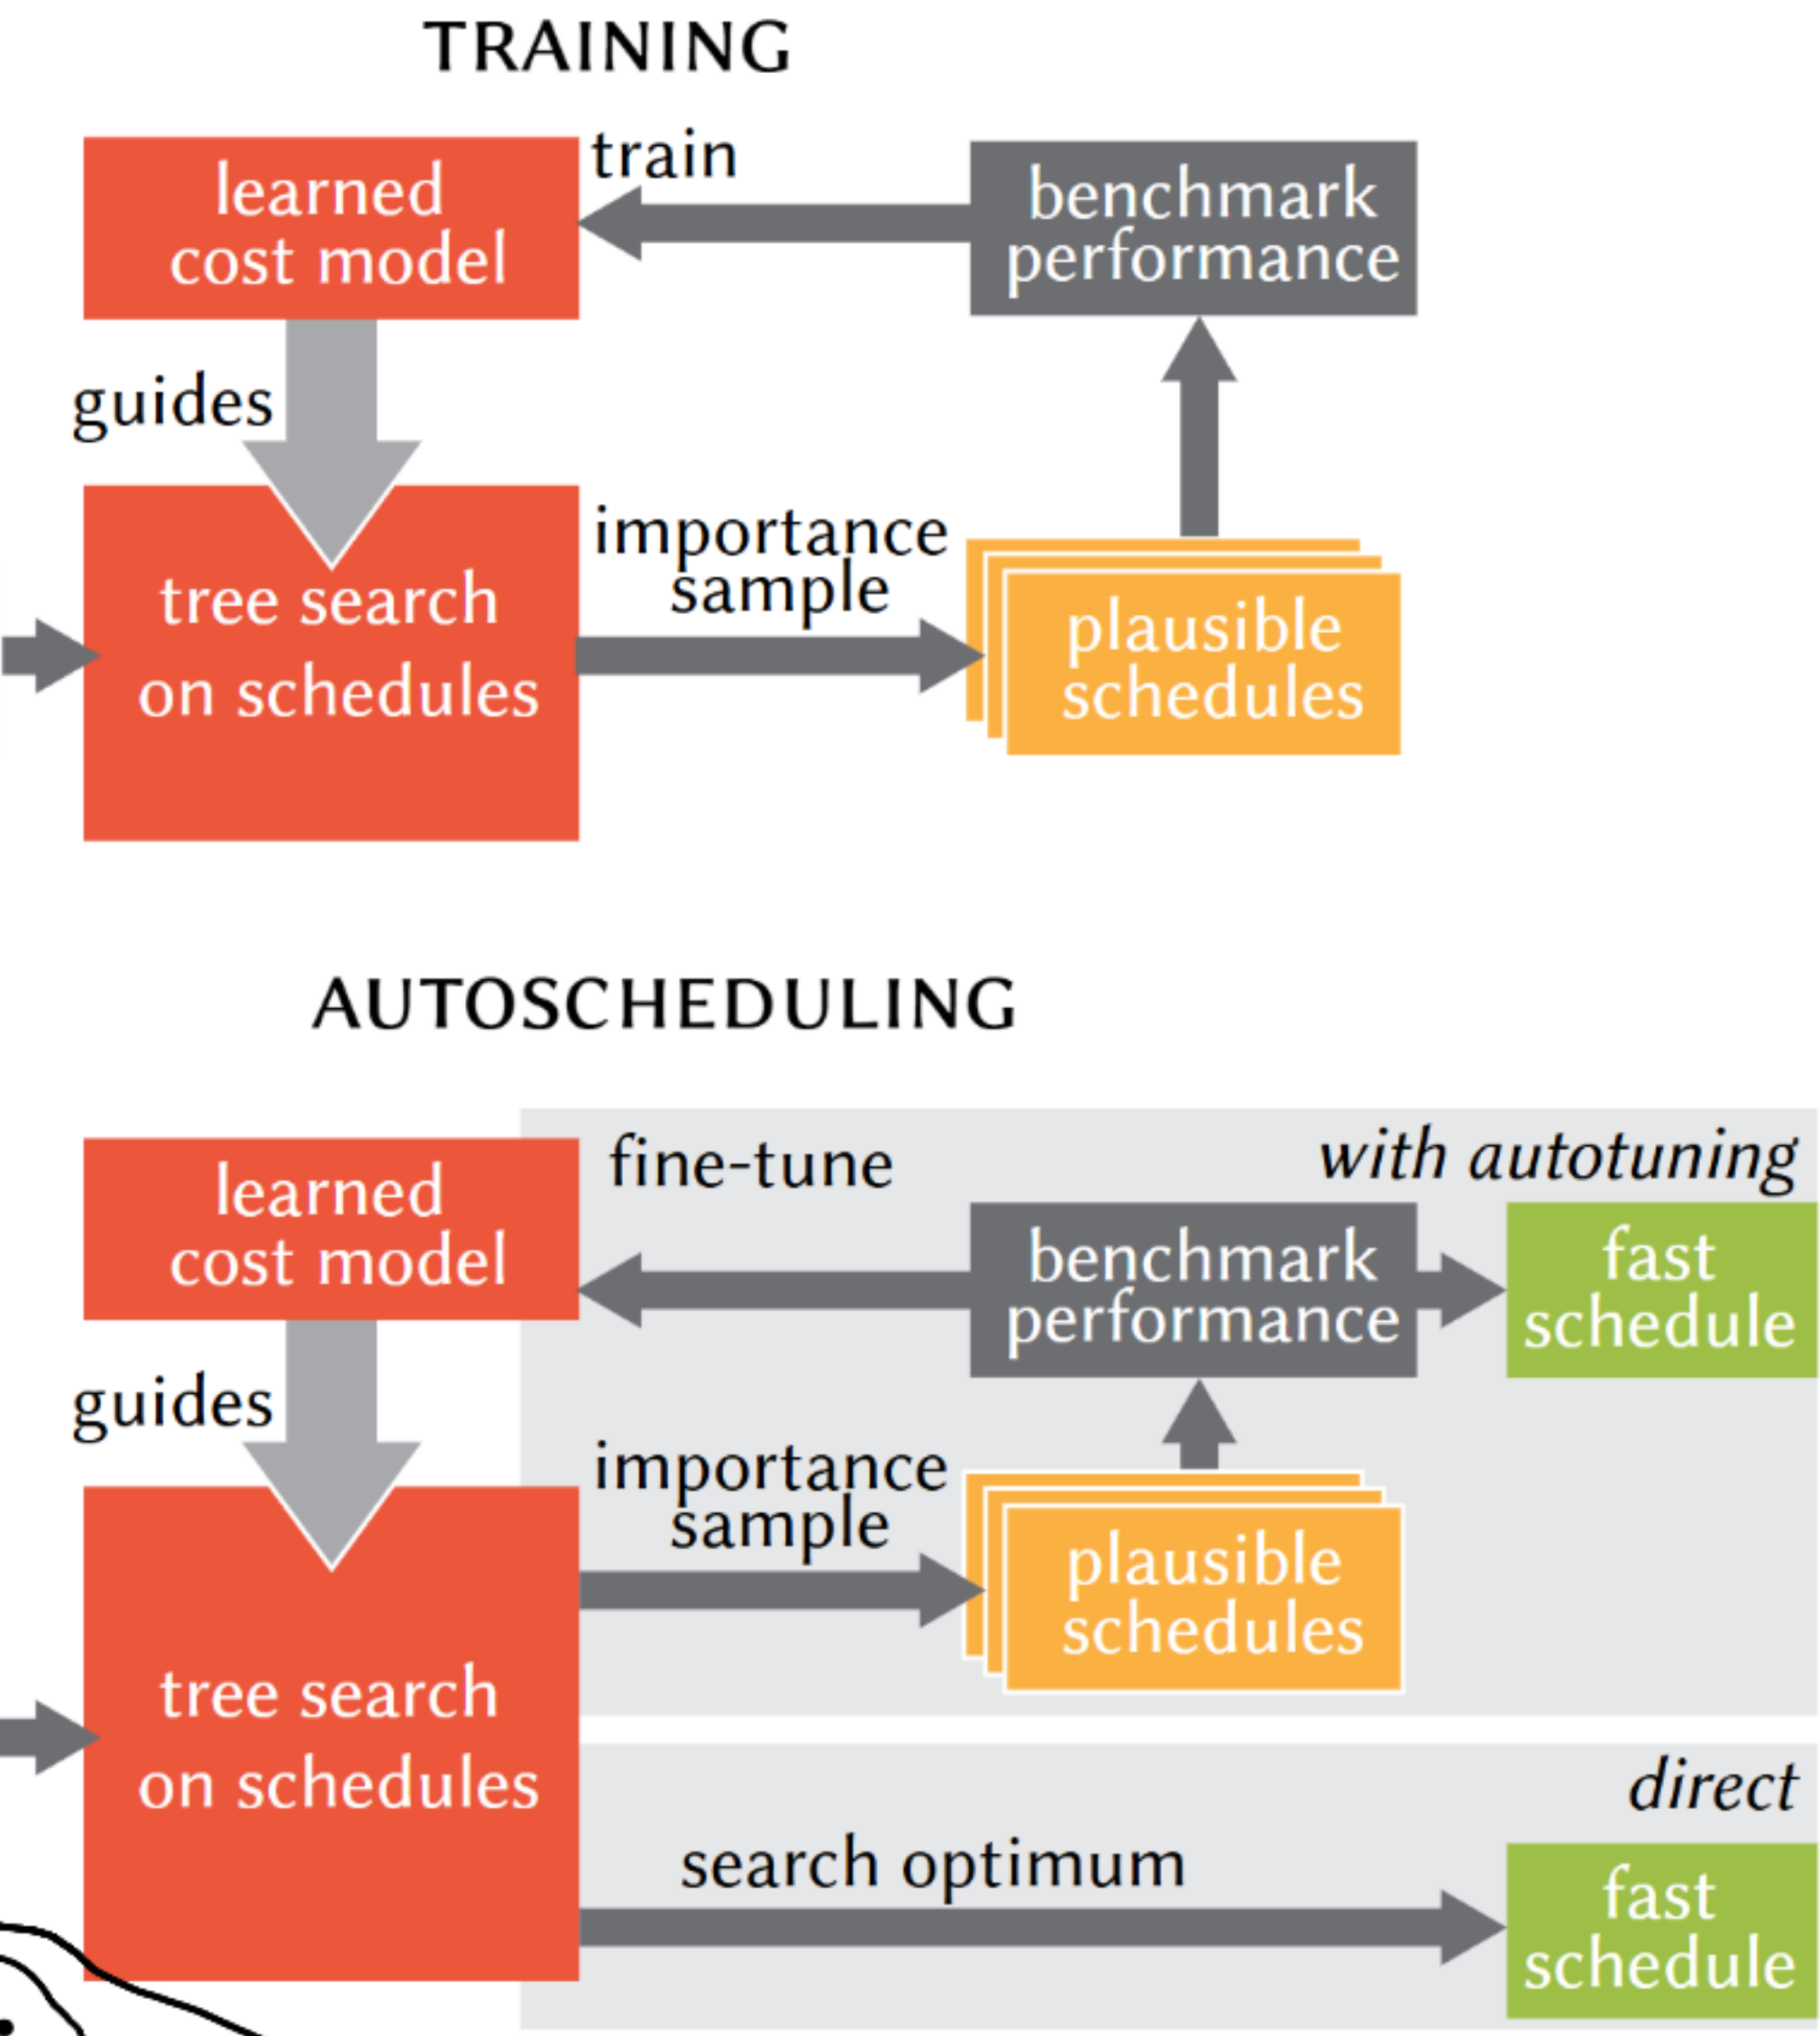 TRAINING
learned
cost model
train
benchmark
performance
guides
tree search
on schedules
importance
sample
plausible
schedules
AUTOSCHEDULING
learned
cost model
fine-tune
with autotuning
benchmark
performance
fast
schedule
guides
importance
sample
plausible
schedules
tree search
on schedules
direct
search optimum
fast
schedule